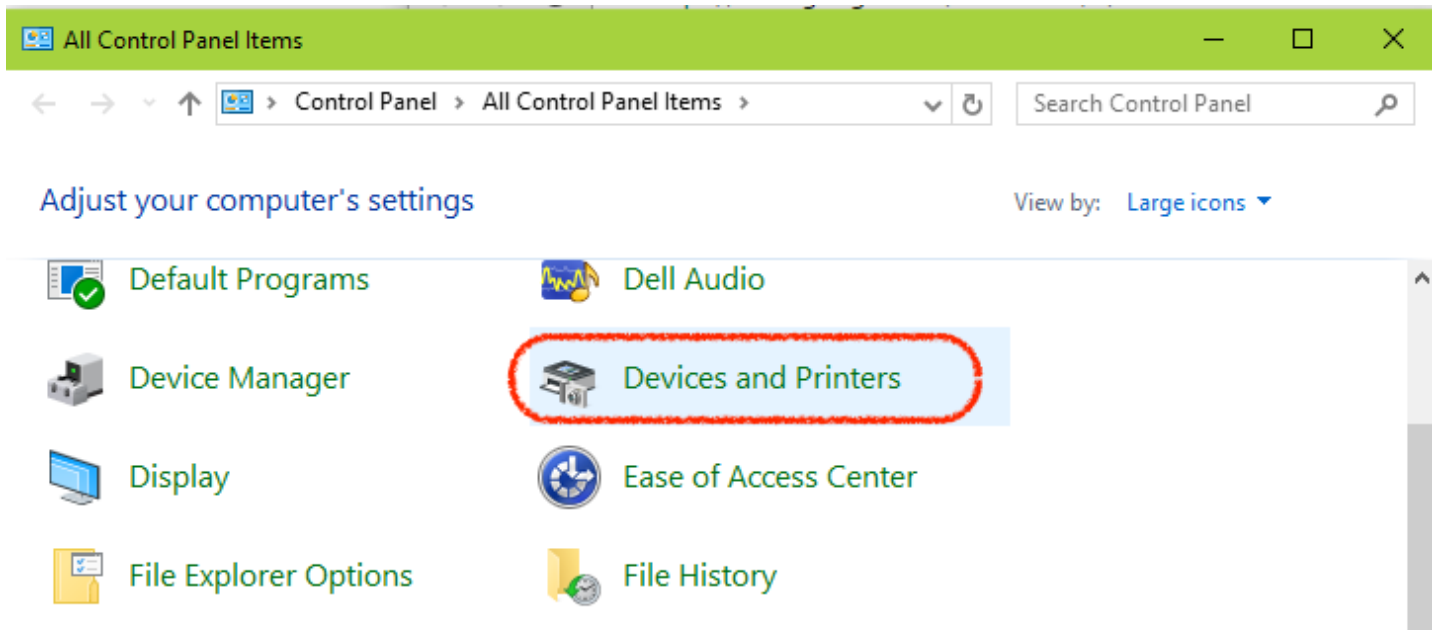 All Control Panel Items
Control Panel > All Control Panel Items >
Search Control Panel
Adjust your computer's settings
View by: Large icons
Default Programs
Dell Audio
Device Manager
Devices and Printers
Display
Ease of Access Center
File Explorer Options
File History